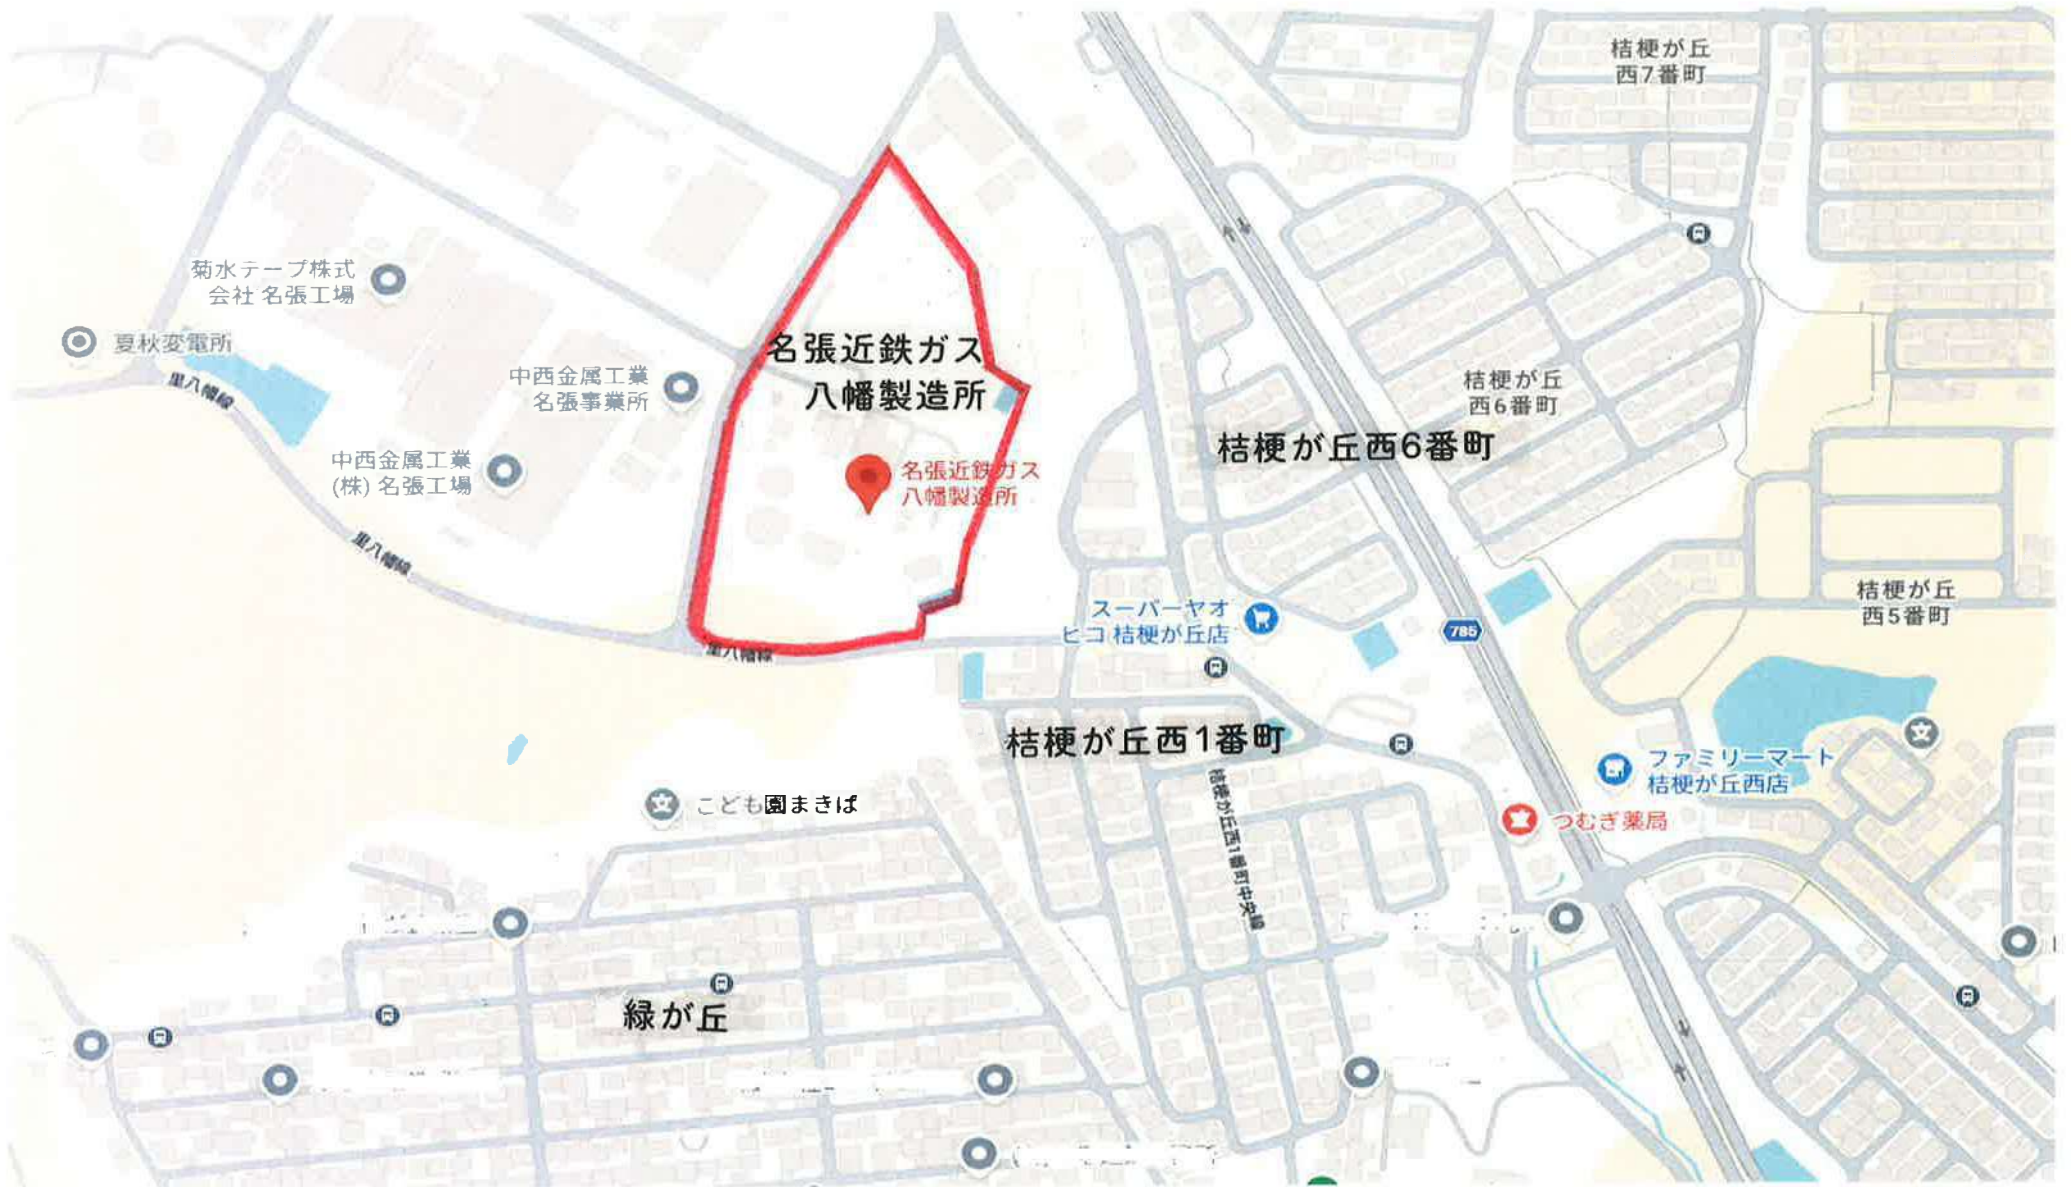 桔梗が丘
西7番町
菊水テープ株式
会社 名張工場
夏秋変電所
里八幡線
中西金属工業
名張事業所
名張近鉄ガス
八幡製造所
桔梗が丘
西6番町
桔梗が丘西6番町
中西金属工業
(株) 名張工場
名張近鉄ガス
八幡製造所
里八幡線
桔梗が丘
西5番町
スーパーヤオ
ヒコ 桔梗が丘店
785
里八幡線
桔梗が丘西1番町
ファミリーマート
桔梗が丘西店
こども園まきば
桔梗が丘西1番町中央線
つむぎ薬局
緑が丘